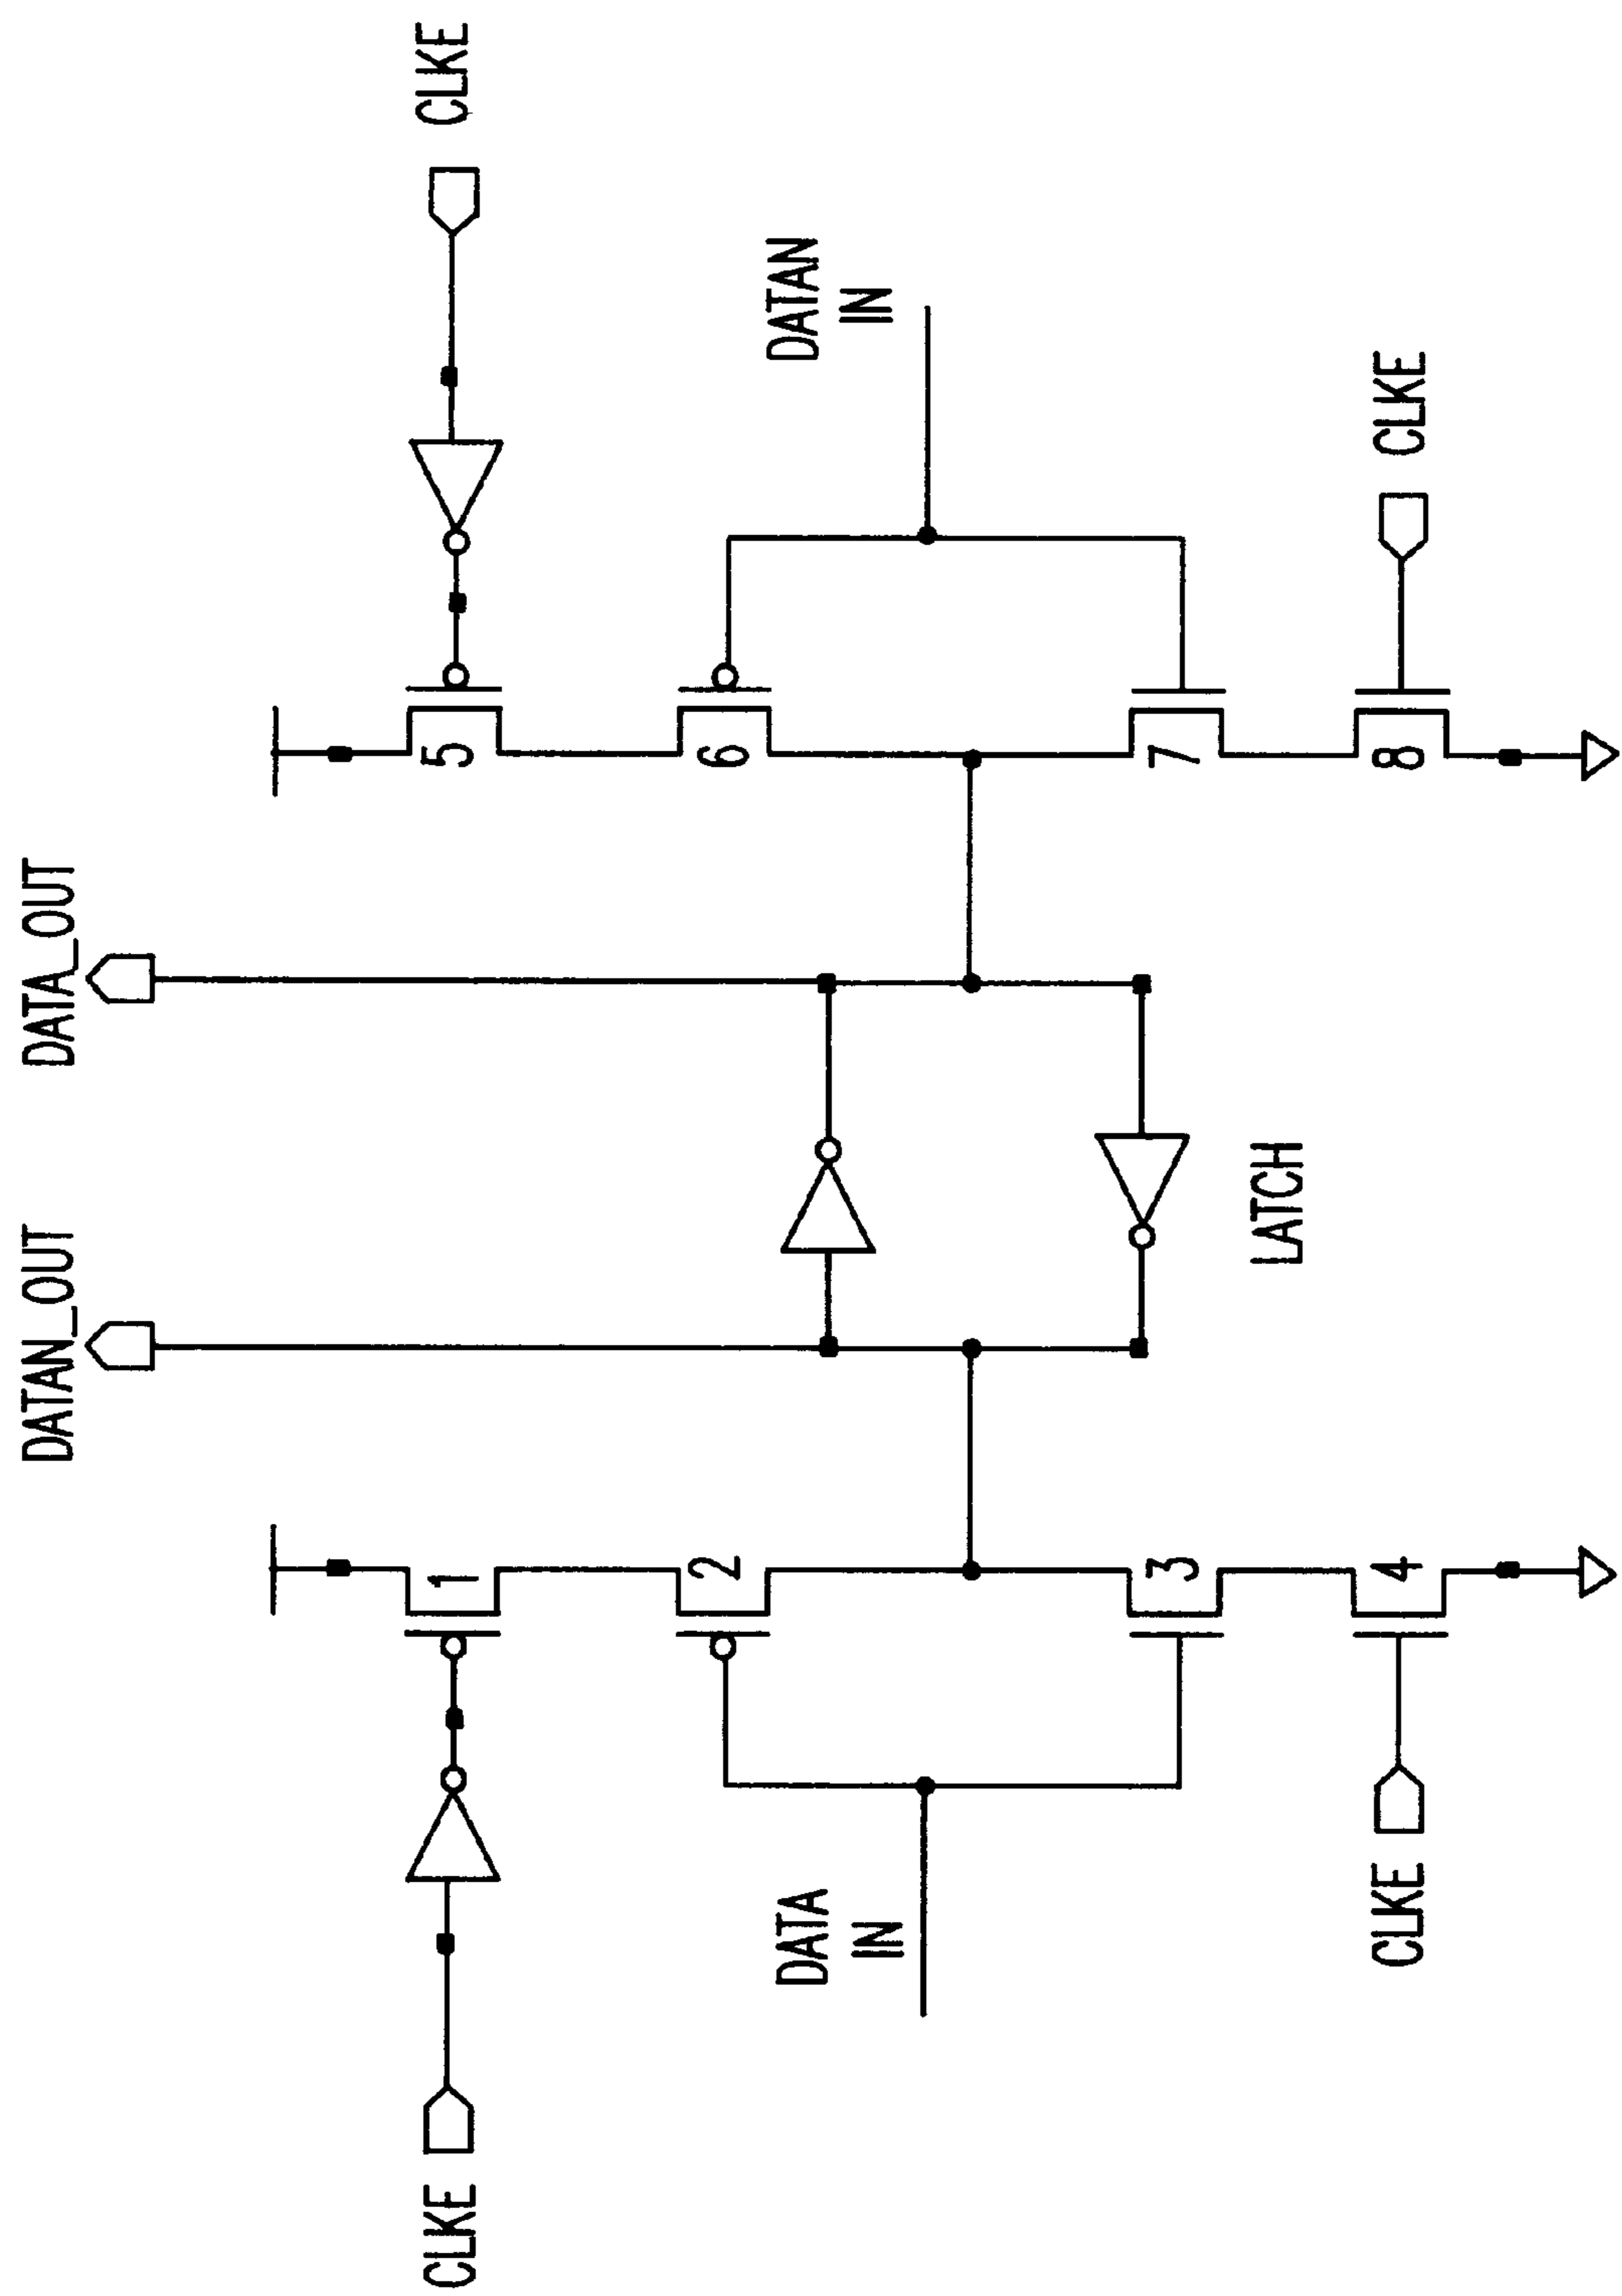 DATAN_OUT
DATA_OUT
CLKE
1
5
CLKE
DATA
IN
2
6
DATAN
IN
3
LATCH
7
CLKE
4
8
CLKE